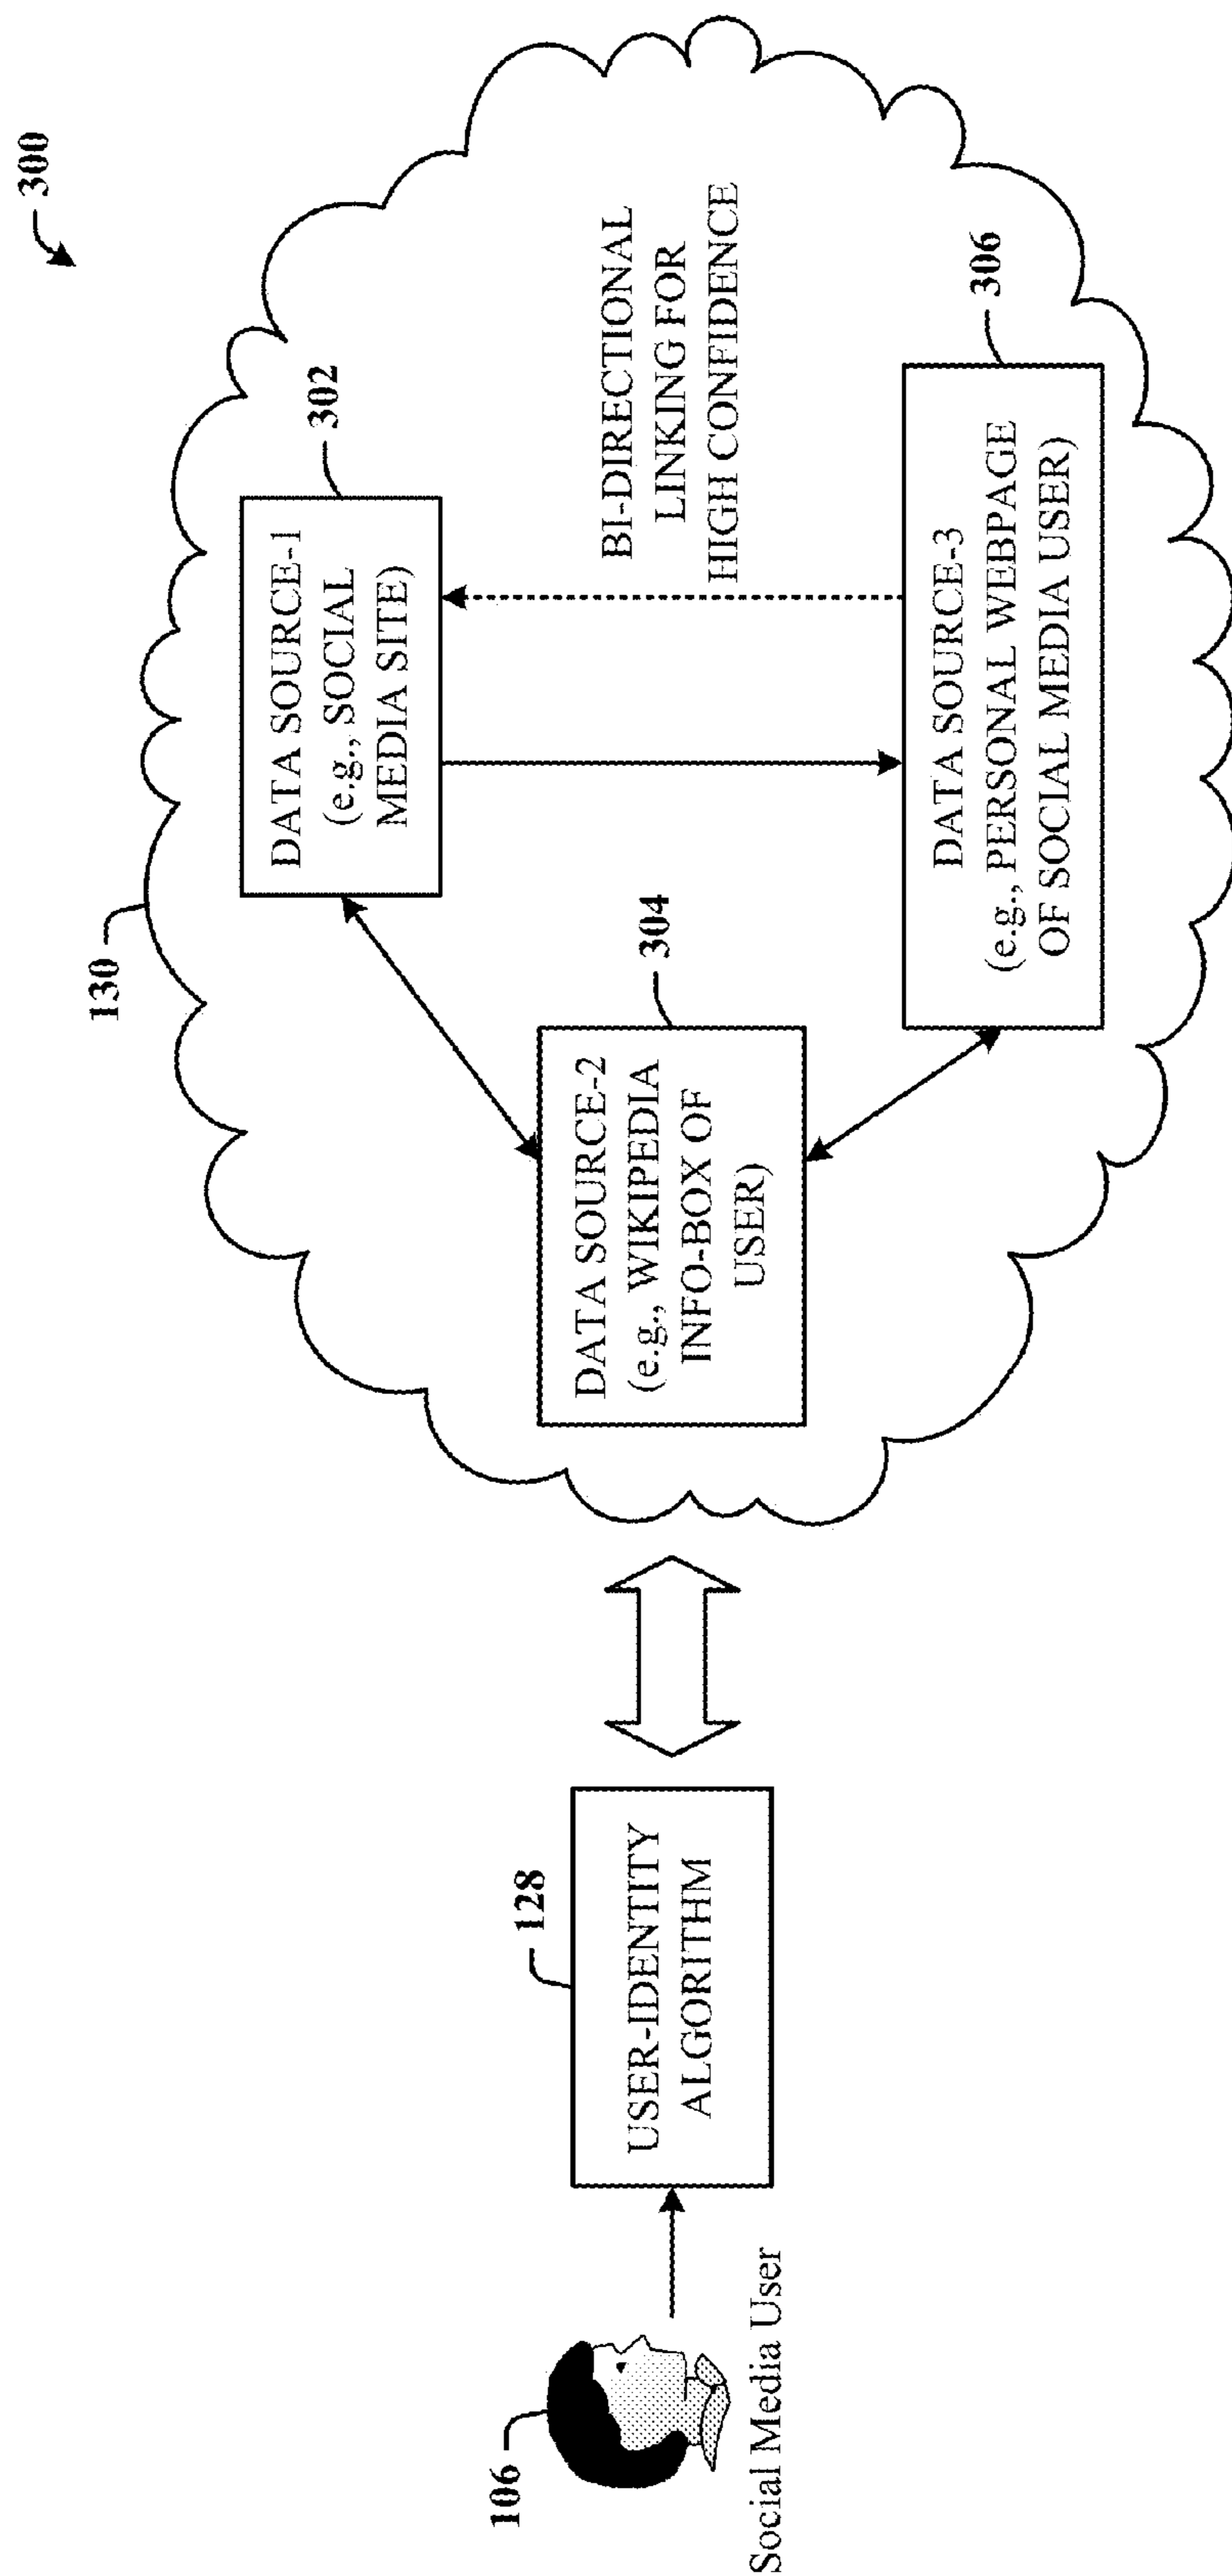 300
130
DATA SOURCE-1
(e.g., SOCIAL
MEDIA SITE)
302
304
DATA SOURCE-2
(e.g., WIKIPEDIA
INFO-BOX OF
USER)
BI-DIRECTIONAL
LINKING FOR
HIGH CONFIDENCE
306
DATA SOURCE-3
(e.g., PERSONAL WEBPAGE
OF SOCIAL MEDIA USER)
128
USER-IDENTITY
ALGORITHM
106
Social Media User